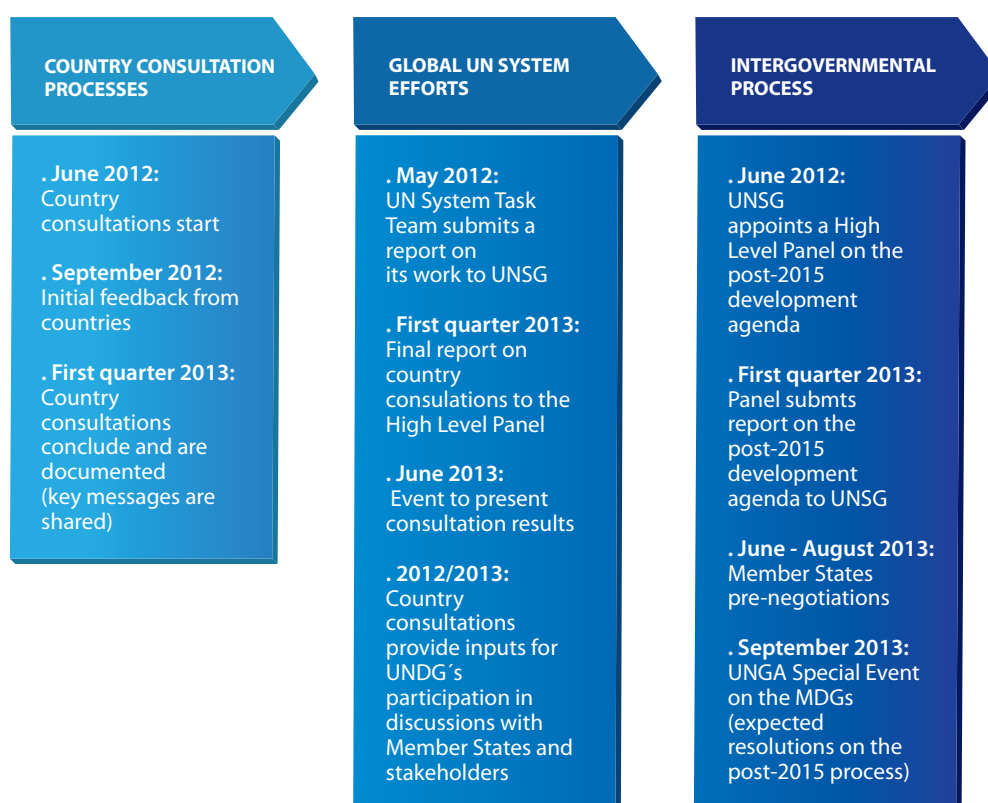 COUNTRY CONSULTATION
PROCESSES
. June 2012:
Country
consultations start
. September 2012:
Initial feedback from
countries
. First quarter 2013:
Country
consultations
conclude and are
documented
(key messages are
shared)
GLOBAL UN SYSTEM
EFFORTS
. May 2012:
UN System Task
Team submits a
report on
its work to UNSG
. First quarter 2013:
Final report on
country
consulations to the
High Level Panel
. June 2013:
Event to present
consultation results
. 2012/2013:
Country
consultations
provide inputs for
UNDG´s
participation in
discussions with
Member States and
stakeholders
INTERGOVERNMENTAL
PROCESS
. June 2012:
UNSG
appoints a High
Level Panel on the
post-2015
development
agenda
. First quarter 2013:
Panel submts
report on the
post-2015
development
agenda to UNSG
. June - August 2013:
Member States
pre-negotiations
. September 2013:
UNGA Special Event
on the MDGs
(expected
resolutions on the
post-2015 process)